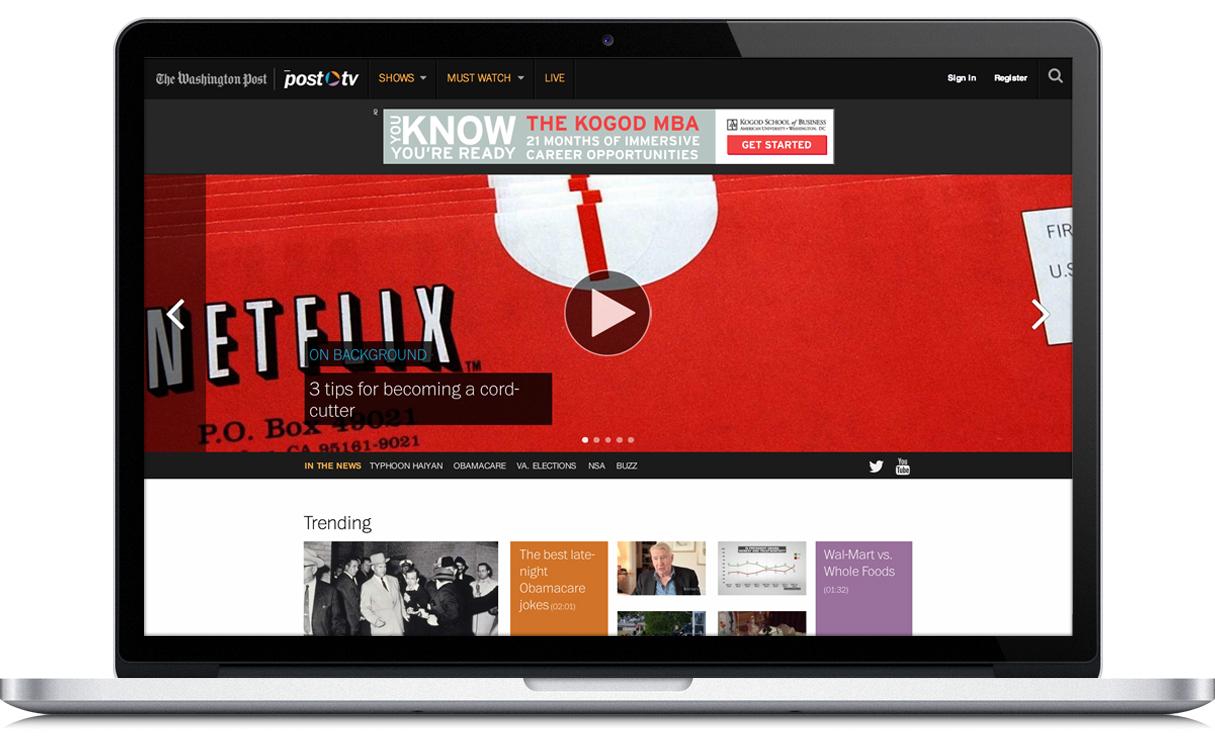 The Washington Post
post tv
SHOWS
MUST WATCH
LIVE
Sign In
Register
YOU KNOW
YOU'RE READY
THE KOGOD MBA
21 MONTHS OF IMMERSIVE
CAREER OPPORTUNITIES
KOGOD SCHOOL of BUSINESS
AMERICAN UNIVERSITY • WASHINGTON, DC
GET STARTED
FIR
U.S
NETFLIX
TM
P.O. Box 49021
CA 95161-9021
ON BACKGROUND
3 tips for becoming a cord-
cutter
IN THE NEWS
TYPHOON HAIYAN
OBAMACARE
VA. ELECTIONS
NSA
BUZZ
You
Tube
Trending
The best late-
night
Obamacare
jokes (02:01)
Wal-Mart vs.
Whole Foods
(01:32)